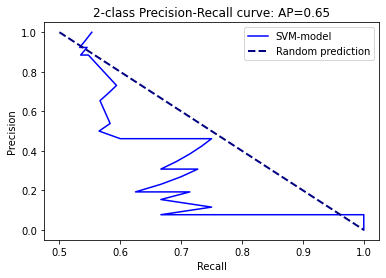 2-class Precision-Recall curve: AP=0.65
SVM-model
Random prediction
Precision
1.0
0.8
0.6
0.4
0.2
0.0
0.5
0.6
0.7
0.8
0.9
1.0
Recall